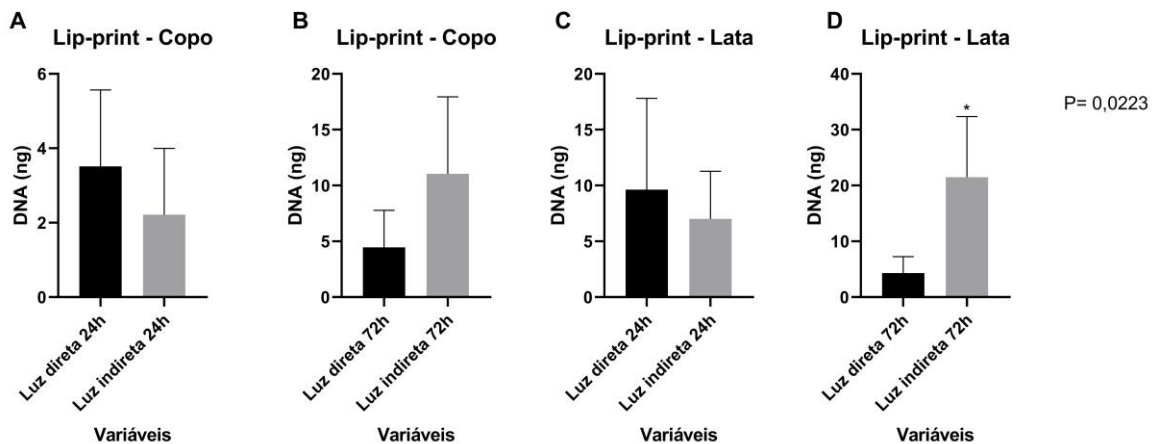 A
Lip-print - Copo
DNA (ng)
6
4
2
0
Luz direta 24h
Luz indireta 24h
Variáveis
B
Lip-print - Copo
DNA (ng)
20
15
10
5
0
Luz direta 72h
Luz indireta 72h
Variáveis
C
Lip-print - Lata
DNA (ng)
20
15
10
5
0
Luz direta 24h
Luz indireta 24h
Variáveis
D
Lip-print - Lata
DNA (ng)
40
30
20
10
0
*
Luz direta 72h
Luz indireta 72h
Variáveis
P= 0,0223